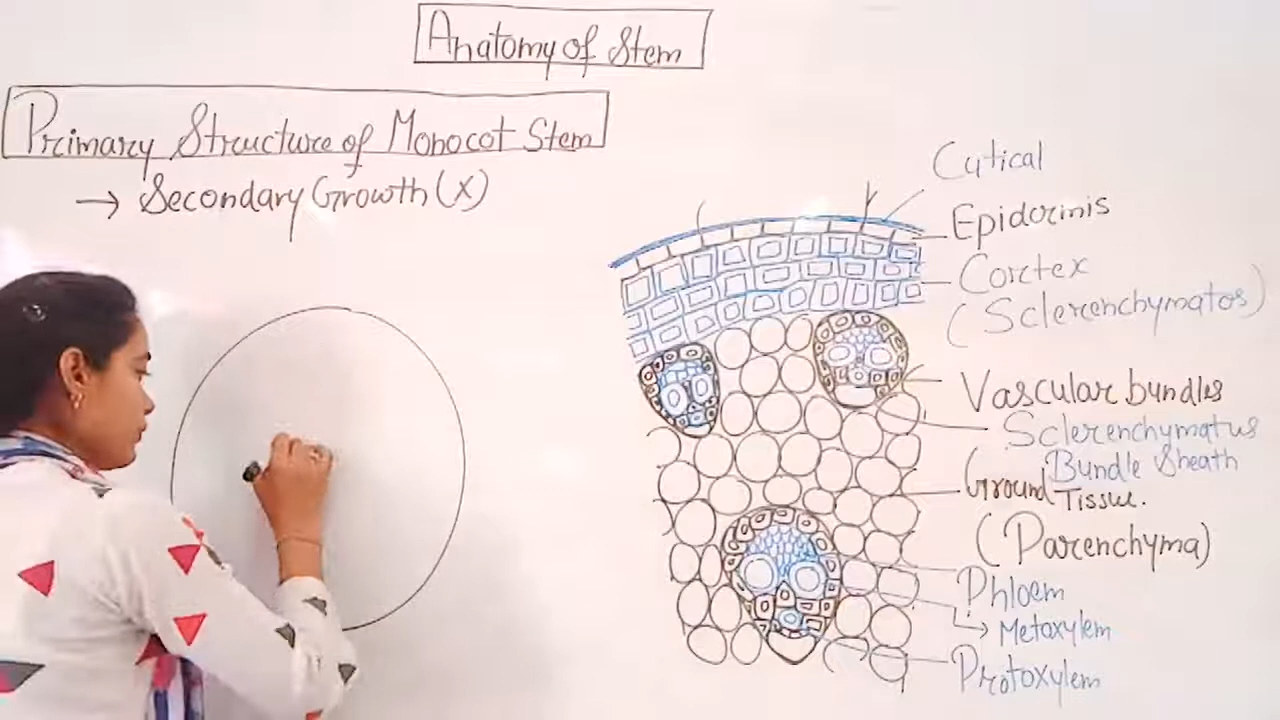 Anatomy of Stem
Primary Structure of Monocot Stem
→ Secondary Growth (X)
Cutical
Epidermis
Cortex
(Sclerenchymatos)
Vascular bundles
Sclerenchymatus
Bundle Sheath
Ground Tissue.
(Parenchyma)
Phloem
→ Metaxylem
Protoxylem